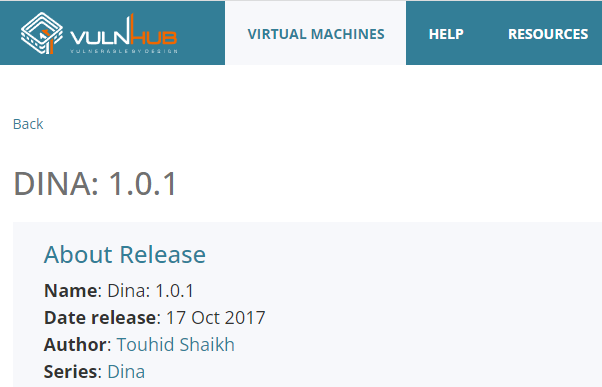 VULNHUB
VULNERABLE BY DESIGN
VIRTUAL MACHINES
HELP
RESOURCES
Back
DINA: 1.0.1
About Release
Name: Dina: 1.0.1
Date release: 17 Oct 2017
Author: Touhid Shaikh
Series: Dina